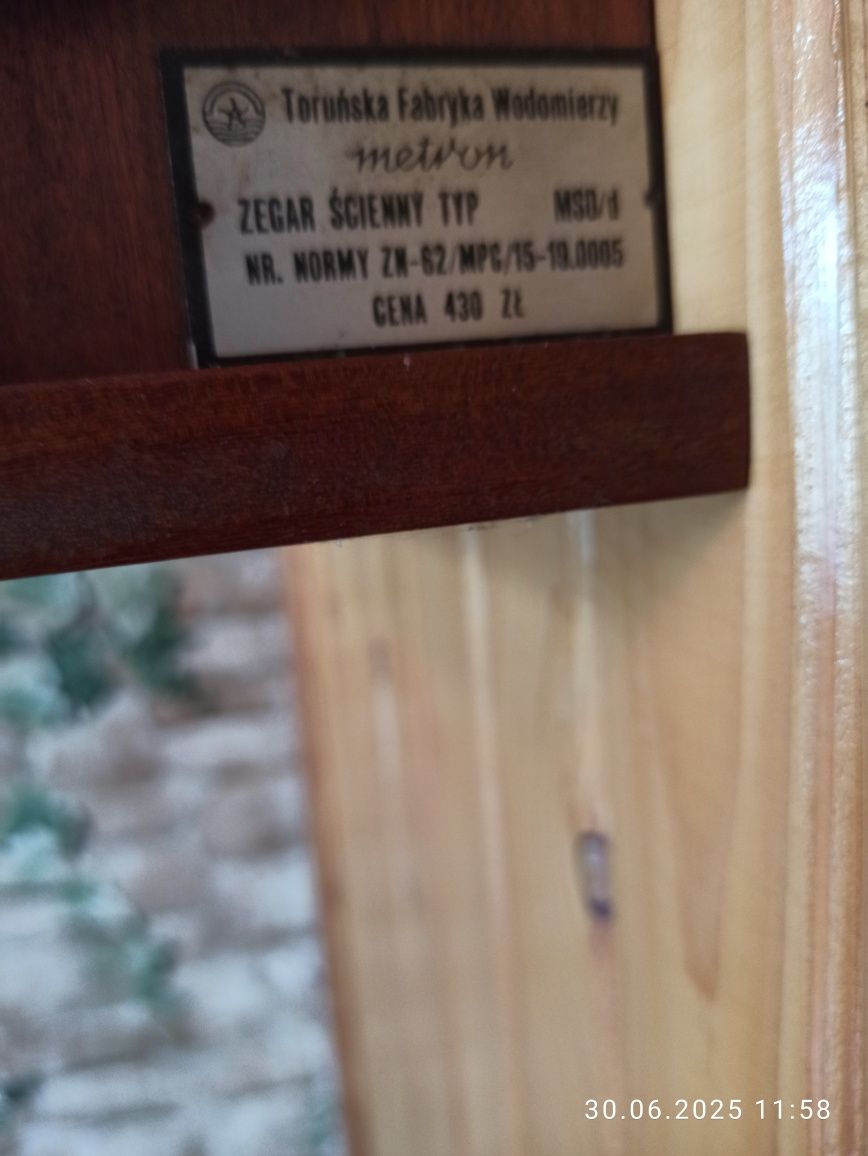 Toruńska Fabryka Wodomierzy
metron
ZEGAR ŚCIENNY TYP MSD/d
NR. NORMY ZN-62/MPC/15-19.0005
CENA 430 ZŁ
30.06.2025 11:58